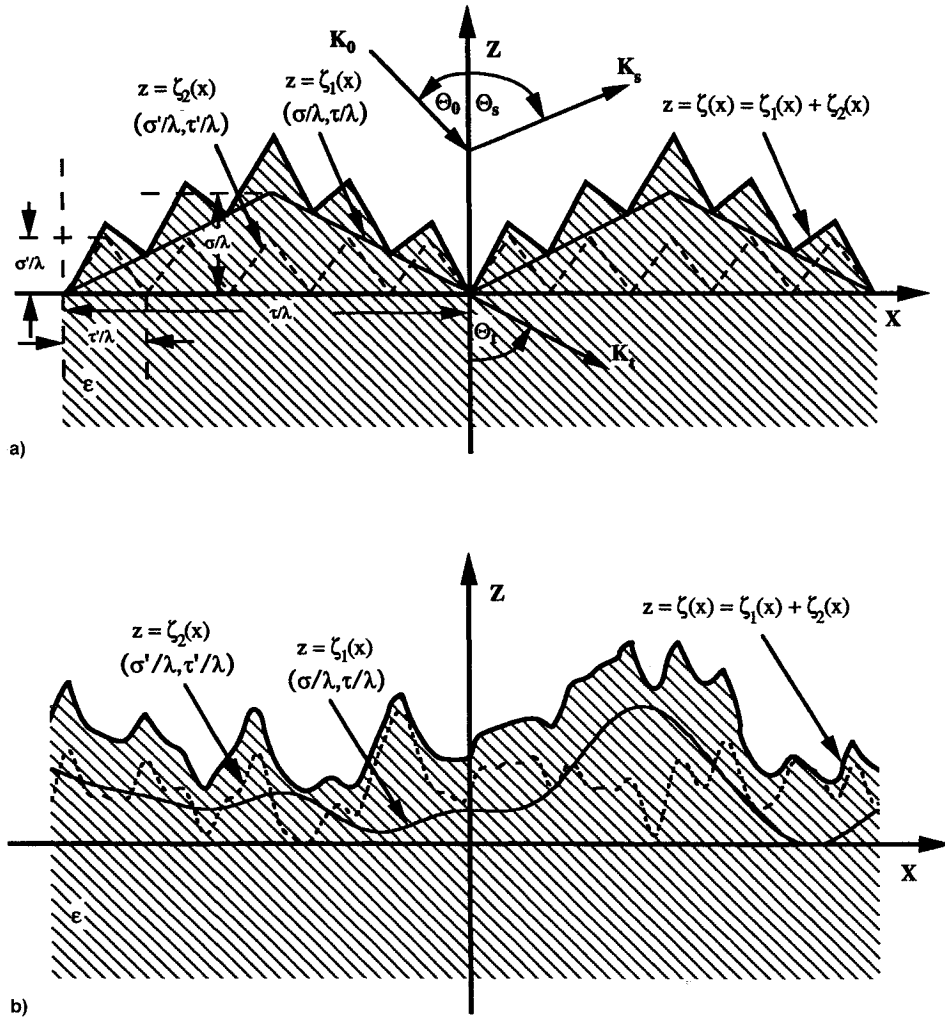 K₀
Z
Kₛ
z = ζ₂(x)
(σ'/λ,τ'/λ)
z = ζ₁(x)
(σ/λ,τ/λ)
Θ₀
Θₛ
z = ζ(x) = ζ₁(x) + ζ₂(x)
σ'/λ
σ/λ
τ/λ
X
τ'/λ
Θₜ
Kₜ
ε
a)
Z
z = ζ(x) = ζ₁(x) + ζ₂(x)
z = ζ₂(x)
(σ'/λ,τ'/λ)
z = ζ₁(x)
(σ/λ,τ/λ)
X
ε
b)